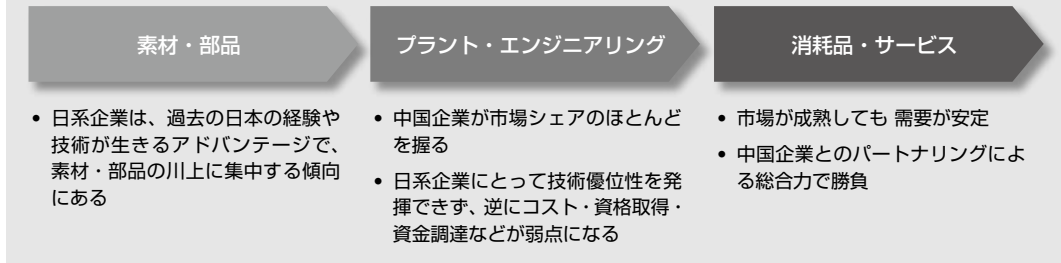 素材・部品
プラント・エンジニアリング
消耗品・サービス
• 日系企業は、過去の日本の経験や
技術が生きるアドバンテージで、
素材・部品の川上に集中する傾向
にある
• 中国企業が市場シェアのほとんど
を握る
• 日系企業にとって技術優位性を発
揮できず、逆にコスト・資格取得・
資金調達などが弱点になる
• 市場が成熟しても 需要が安定
• 中国企業とのパートナリングによ
る総合力で勝負